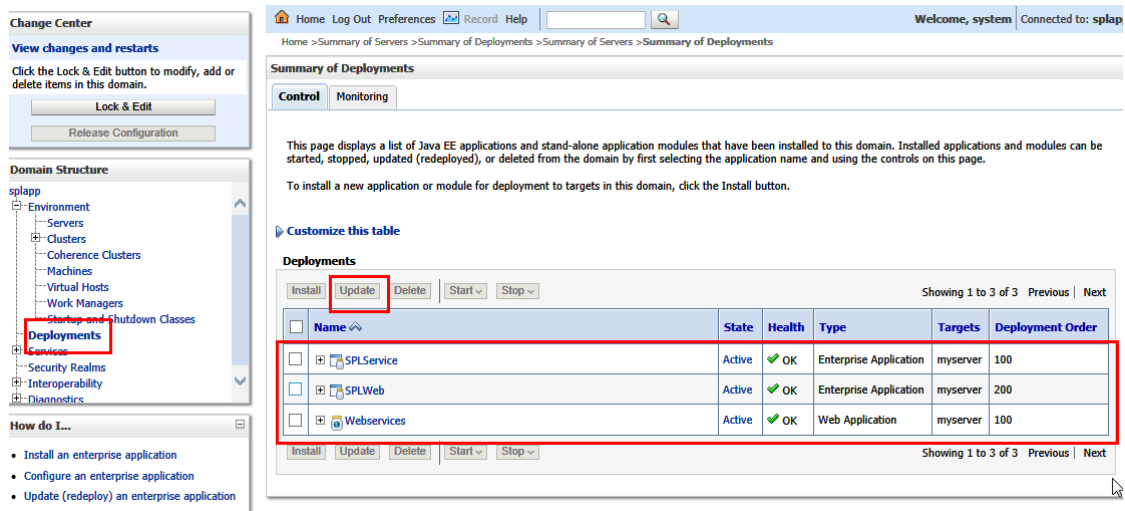 Change Center
View changes and restarts
Click the Lock & Edit button to modify, add or
delete items in this domain.
Lock & Edit
Release Configuration
Domain Structure
splapp
Environment
Servers
Clusters
Coherence Clusters
Machines
Virtual Hosts
Work Managers
Startup and Shutdown Classes
Deployments
Services
Security Realms
Interoperability
Diagnostics
How do I...
Install an enterprise application
Configure an enterprise application
Update (redeploy) an enterprise application
Home Log Out Preferences Record Help
Welcome, system Connected to: splapp
Home >Summary of Servers >Summary of Deployments >Summary of Servers >Summary of Deployments
Summary of Deployments
Control Monitoring
This page displays a list of Java EE applications and stand-alone application modules that have been installed to this domain. Installed applications and modules can be
started, stopped, updated (redeployed), or deleted from the domain by first selecting the application name and using the controls on this page.
To install a new application or module for deployment to targets in this domain, click the Install button.
Customize this table
Deployments
Install Update Delete Start Stop Showing 1 to 3 of 3 Previous | Next
Name State Health Type Targets Deployment Order
SPLService Active OK Enterprise Application myserver 100
SPLWeb Active OK Enterprise Application myserver 200
Webservices Active OK Web Application myserver 100
Install Update Delete Start Stop Showing 1 to 3 of 3 Previous | Next